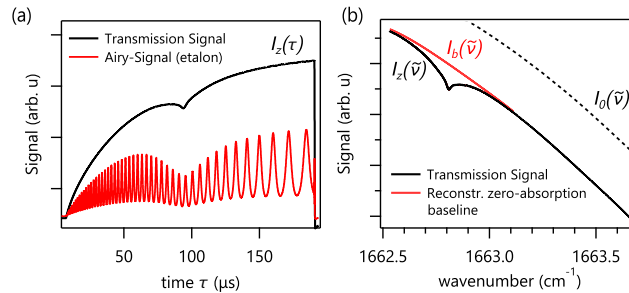 (a)
Transmission Signal
Airy-Signal (etalon)
I_z(τ)
Signal (arb. u)
50
100
150
time τ (µs)
(b)
I_z(ν̃)
I_b(ν̃)
I_0(ν̃)
Signal (arb. u)
Transmission Signal
Reconstr. zero-absorption
baseline
1662.5
1663.0
1663.5
wavenumber (cm⁻¹)